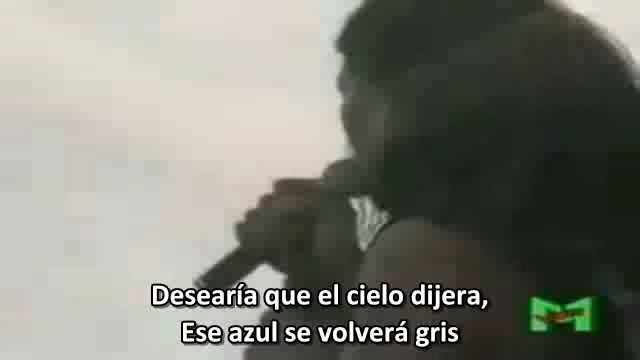 Desearía que el cielo dijera,
Ese azul se volverá gris
M